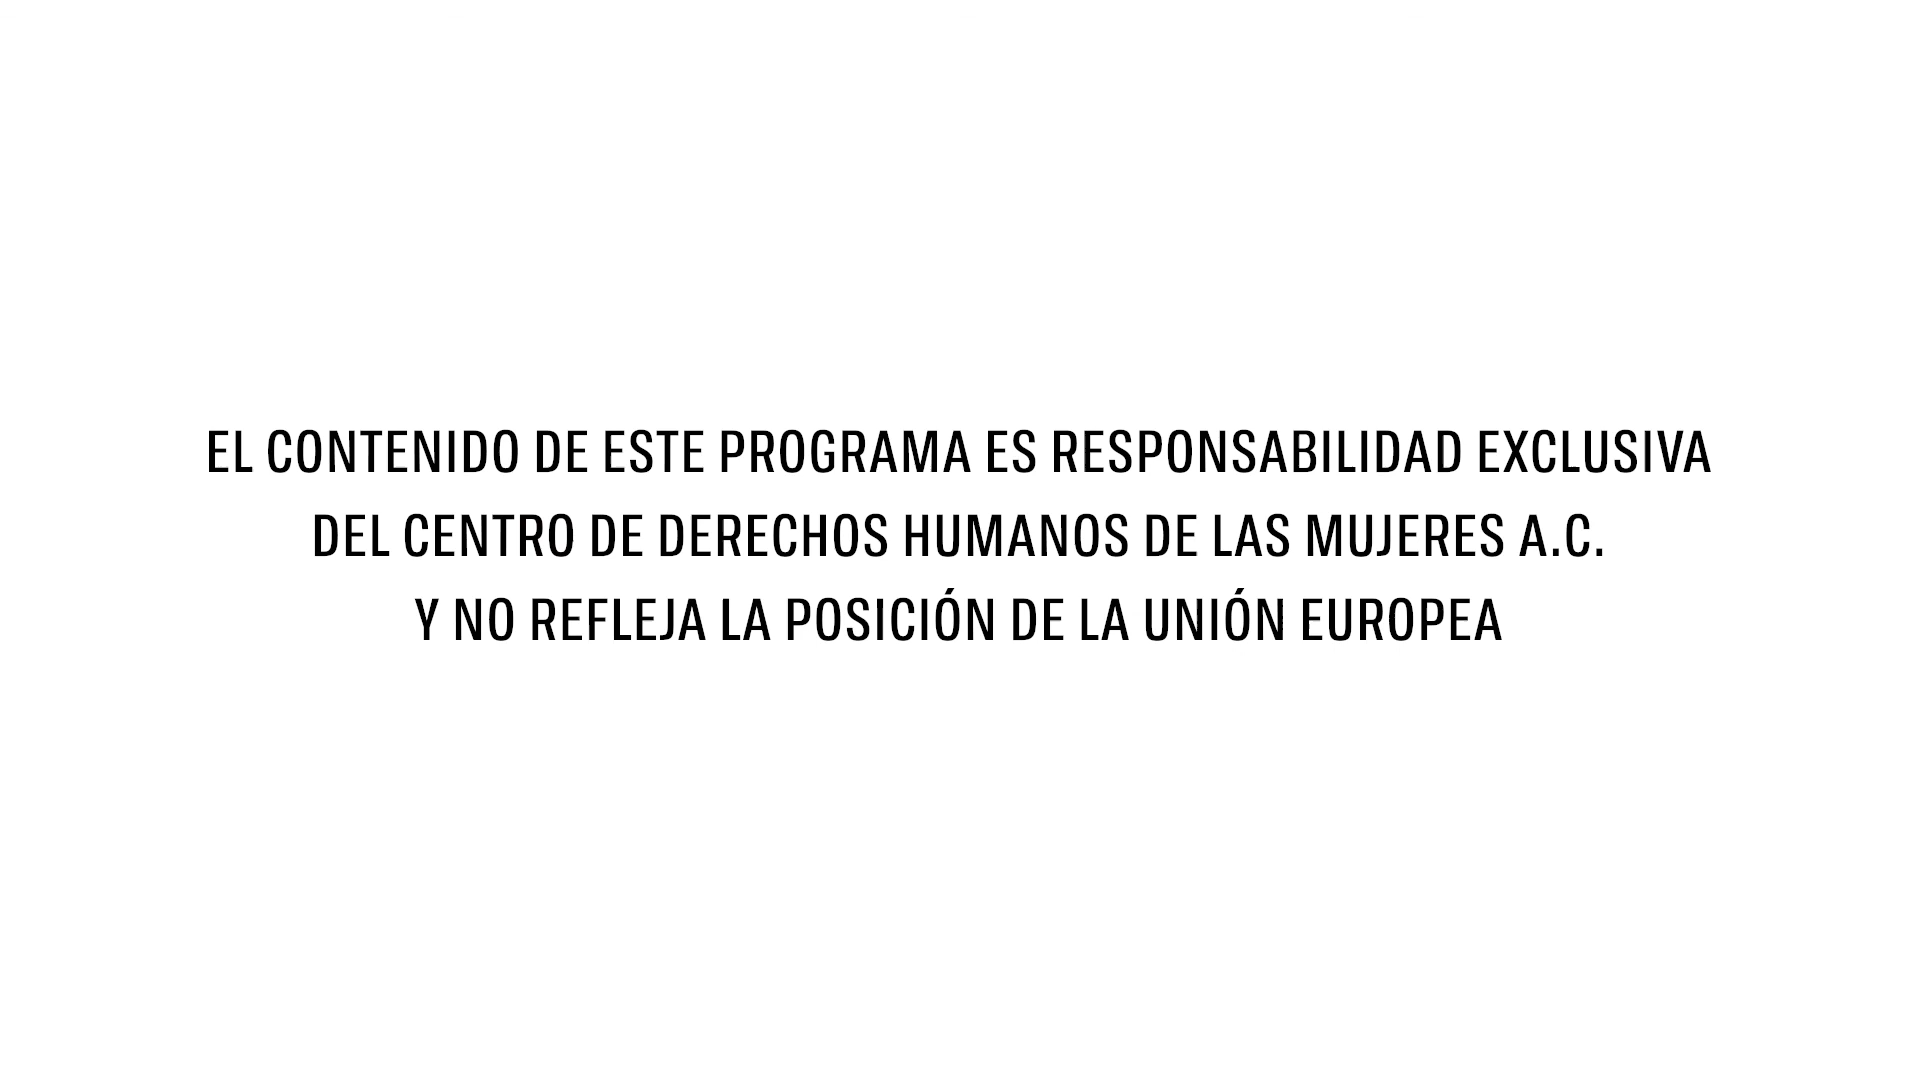 EL CONTENIDO DE ESTE PROGRAMA ES RESPONSABILIDAD EXCLUSIVA
DEL CENTRO DE DERECHOS HUMANOS DE LAS MUJERES A.C.
Y NO REFLEJA LA POSICIÓN DE LA UNIÓN EUROPEA